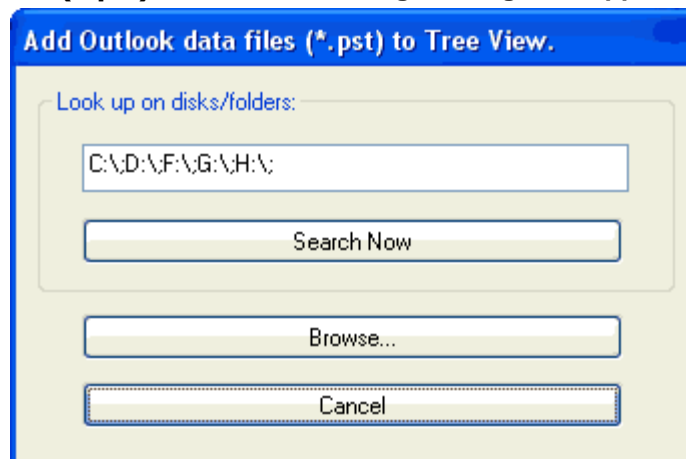 Add Outlook data files (*.pst) to Tree View.
Look up on disks/folders:
C:\;D:\;F:\;G:\;H:\;
Search Now
Browse...
Cancel